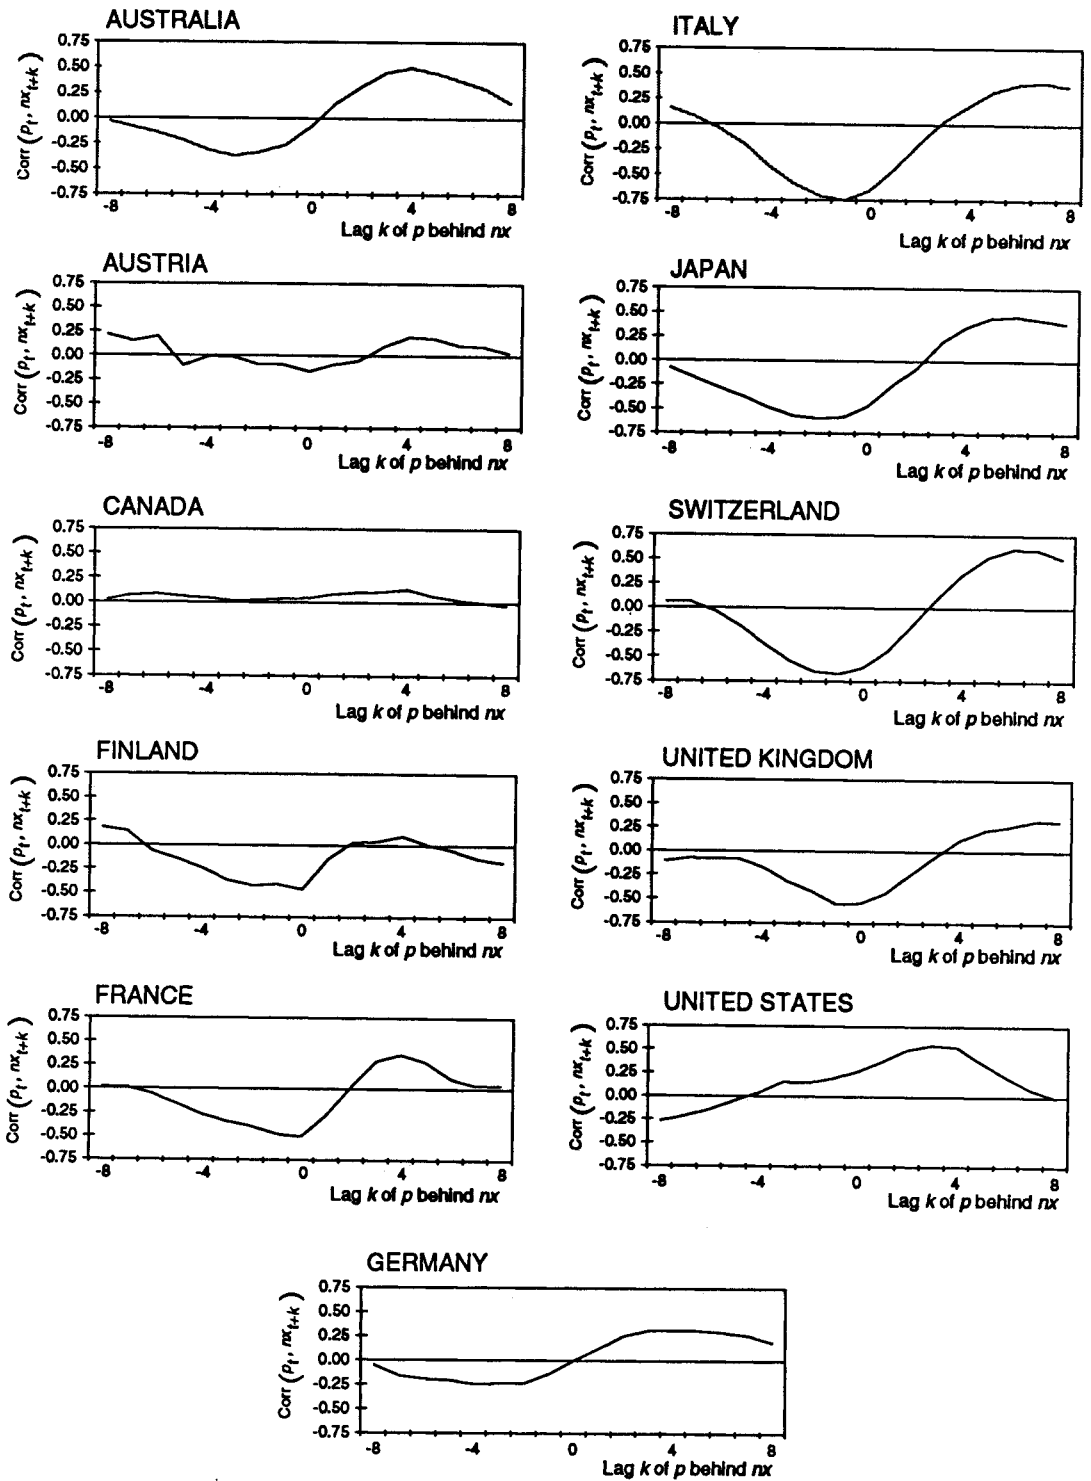 AUSTRALIA
Corr (p_t, nx_{t+k})
0.75
0.50
0.25
0.00
-0.25
-0.50
-0.75
-8 -4 0 4 8
Lag k of p behind nx
AUSTRIA
Corr (p_t, nx_{t+k})
0.75
0.50
0.25
0.00
-0.25
-0.50
-0.75
-8 -4 0 4 8
Lag k of p behind nx
CANADA
Corr (p_t, nx_{t+k})
0.75
0.50
0.25
0.00
-0.25
-0.50
-0.75
-8 -4 0 4 8
Lag k of p behind nx
FINLAND
Corr (p_t, nx_{t+k})
0.75
0.50
0.25
0.00
-0.25
-0.50
-0.75
-8 -4 0 4 8
Lag k of p behind nx
FRANCE
Corr (p_t, nx_{t+k})
0.75
0.50
0.25
0.00
-0.25
-0.50
-0.75
-8 -4 0 4 8
Lag k of p behind nx
ITALY
Corr (p_t, nx_{t+k})
0.75
0.50
0.25
0.00
-0.25
-0.50
-0.75
-8 -4 0 4 8
Lag k of p behind nx
JAPAN
Corr (p_t, nx_{t+k})
0.75
0.50
0.25
0.00
-0.25
-0.50
-0.75
-8 -4 0 4 8
Lag k of p behind nx
SWITZERLAND
Corr (p_t, nx_{t+k})
0.75
0.50
0.25
0.00
-0.25
-0.50
-0.75
-8 -4 0 4 8
Lag k of p behind nx
UNITED KINGDOM
Corr (p_t, nx_{t+k})
0.75
0.50
0.25
0.00
-0.25
-0.50
-0.75
-8 -4 0 4 8
Lag k of p behind nx
UNITED STATES
Corr (p_t, nx_{t+k})
0.75
0.50
0.25
0.00
-0.25
-0.50
-0.75
-8 -4 0 4 8
Lag k of p behind nx
GERMANY
Corr (p_t, nx_{t+k})
0.75
0.50
0.25
0.00
-0.25
-0.50
-0.75
-8 -4 0 4 8
Lag k of p behind nx